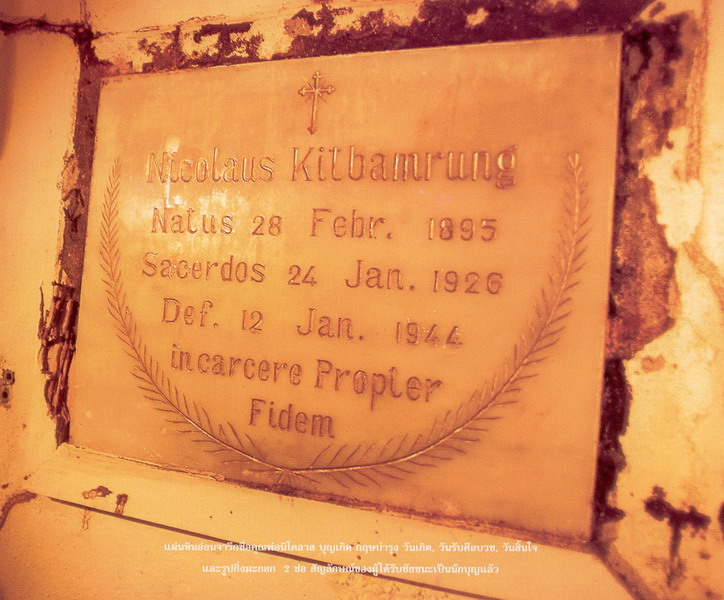 Nicolaus Kitbamrung
Natus 28 Febr. 1895
Sacerdos 24 Jan. 1926
Def. 12 Jan. 1944
in carcere Propter
Fidem
แผ่นหินอ่อนจารึกชื่อคุณพ่อนิโคลาส บุญเกิด กฤษบำรุง วันเกิด, วันรับศีลบวช, วันสิ้นใจ
และรูปกิ่งมะกอก 2 ช่อ สัญลักษณ์ของผู้ได้รับชัยชนะเป็นนักบุญแล้ว